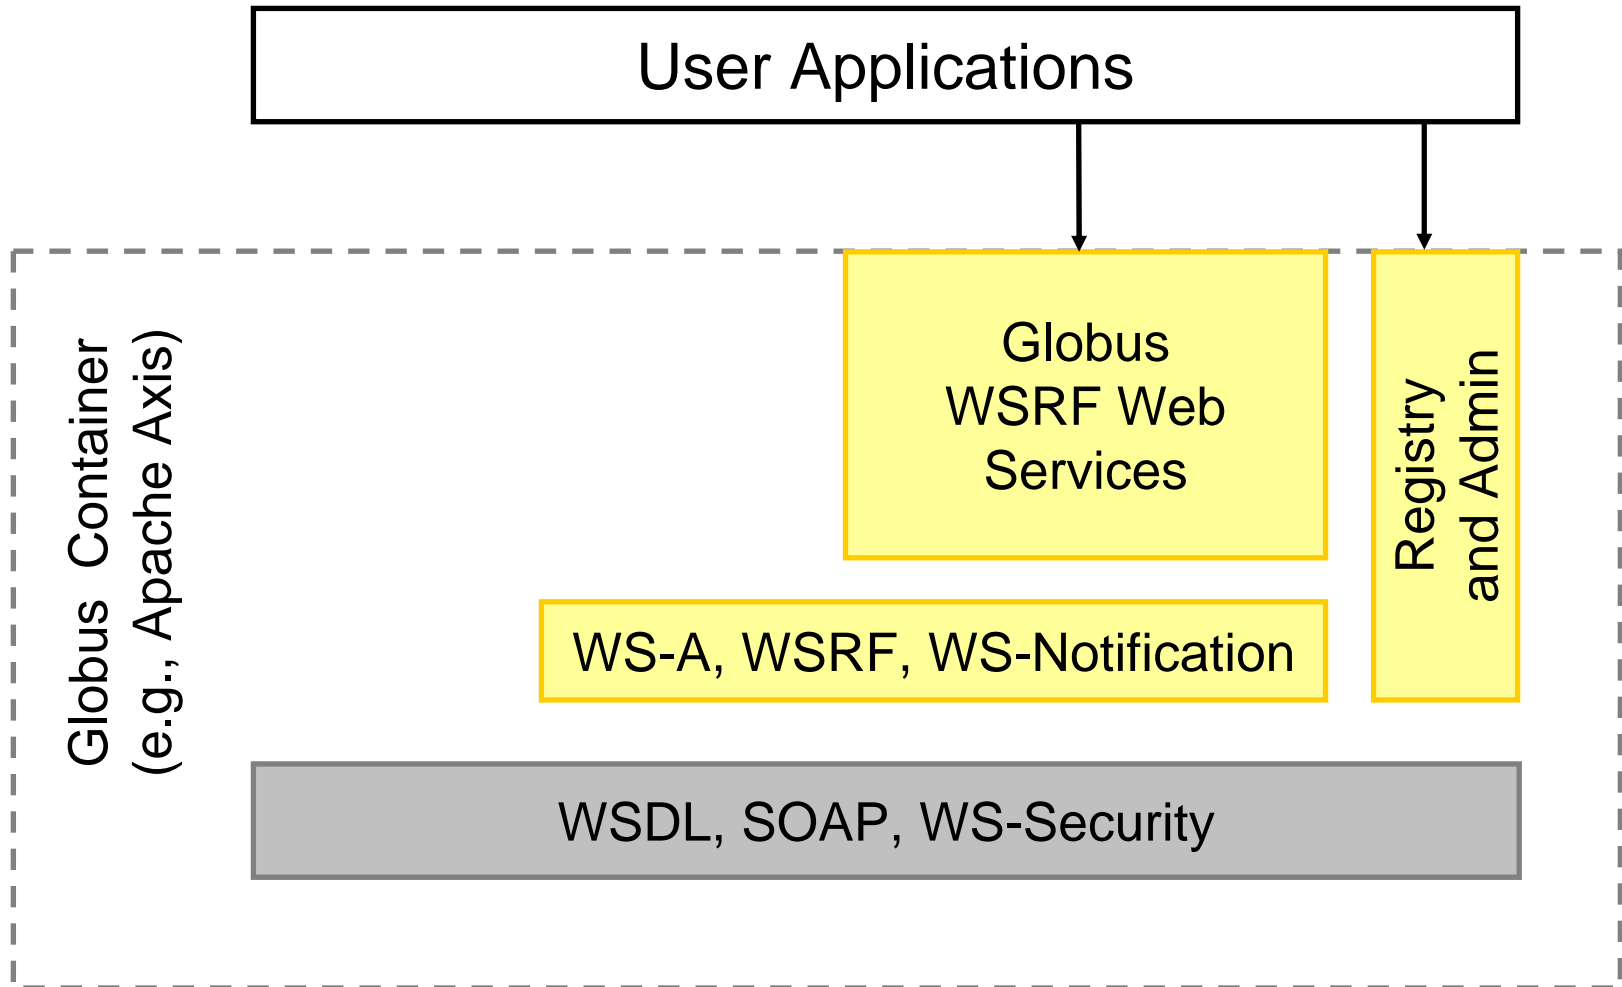 User Applications
Globus Container
(e.g., Apache Axis)
Globus
WSRF Web
Services
Registry
and Admin
WS-A, WSRF, WS-Notification
WSDL, SOAP, WS-Security